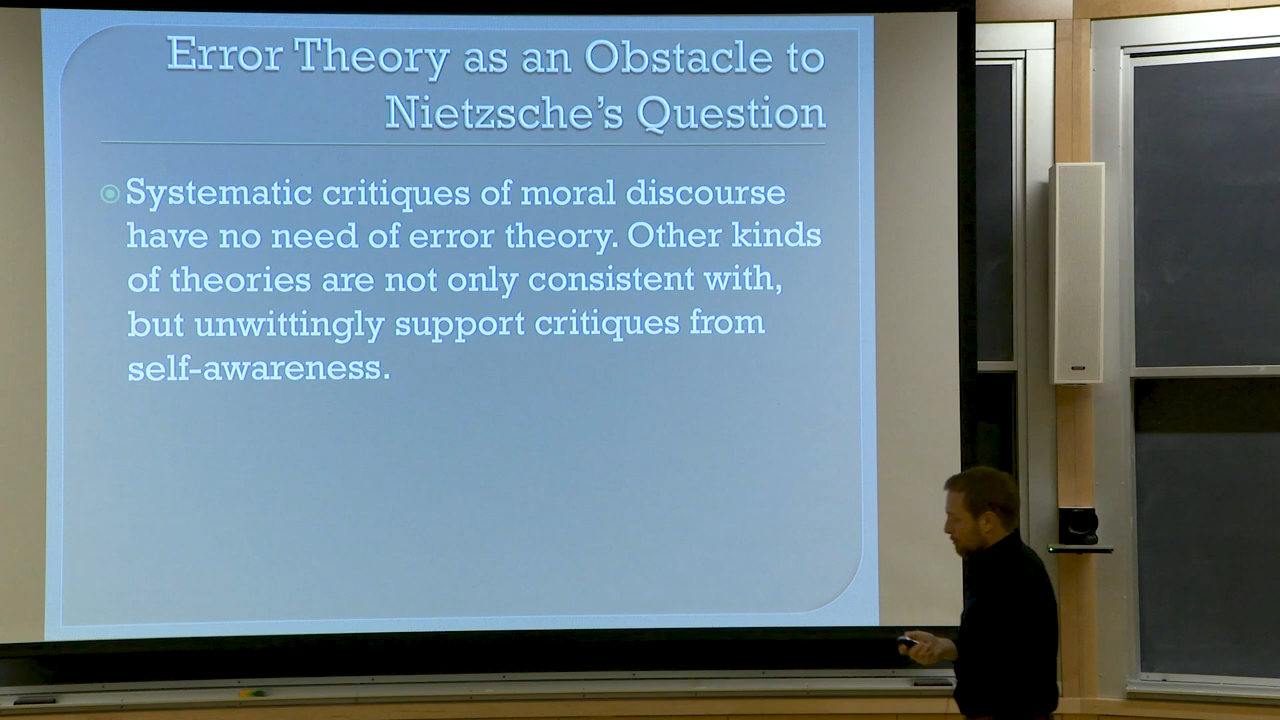 Error Theory as an Obstacle to
Nietzsche’s Question
Systematic critiques of moral discourse
have no need of error theory. Other kinds
of theories are not only consistent with,
but unwittingly support critiques from
self-awareness.